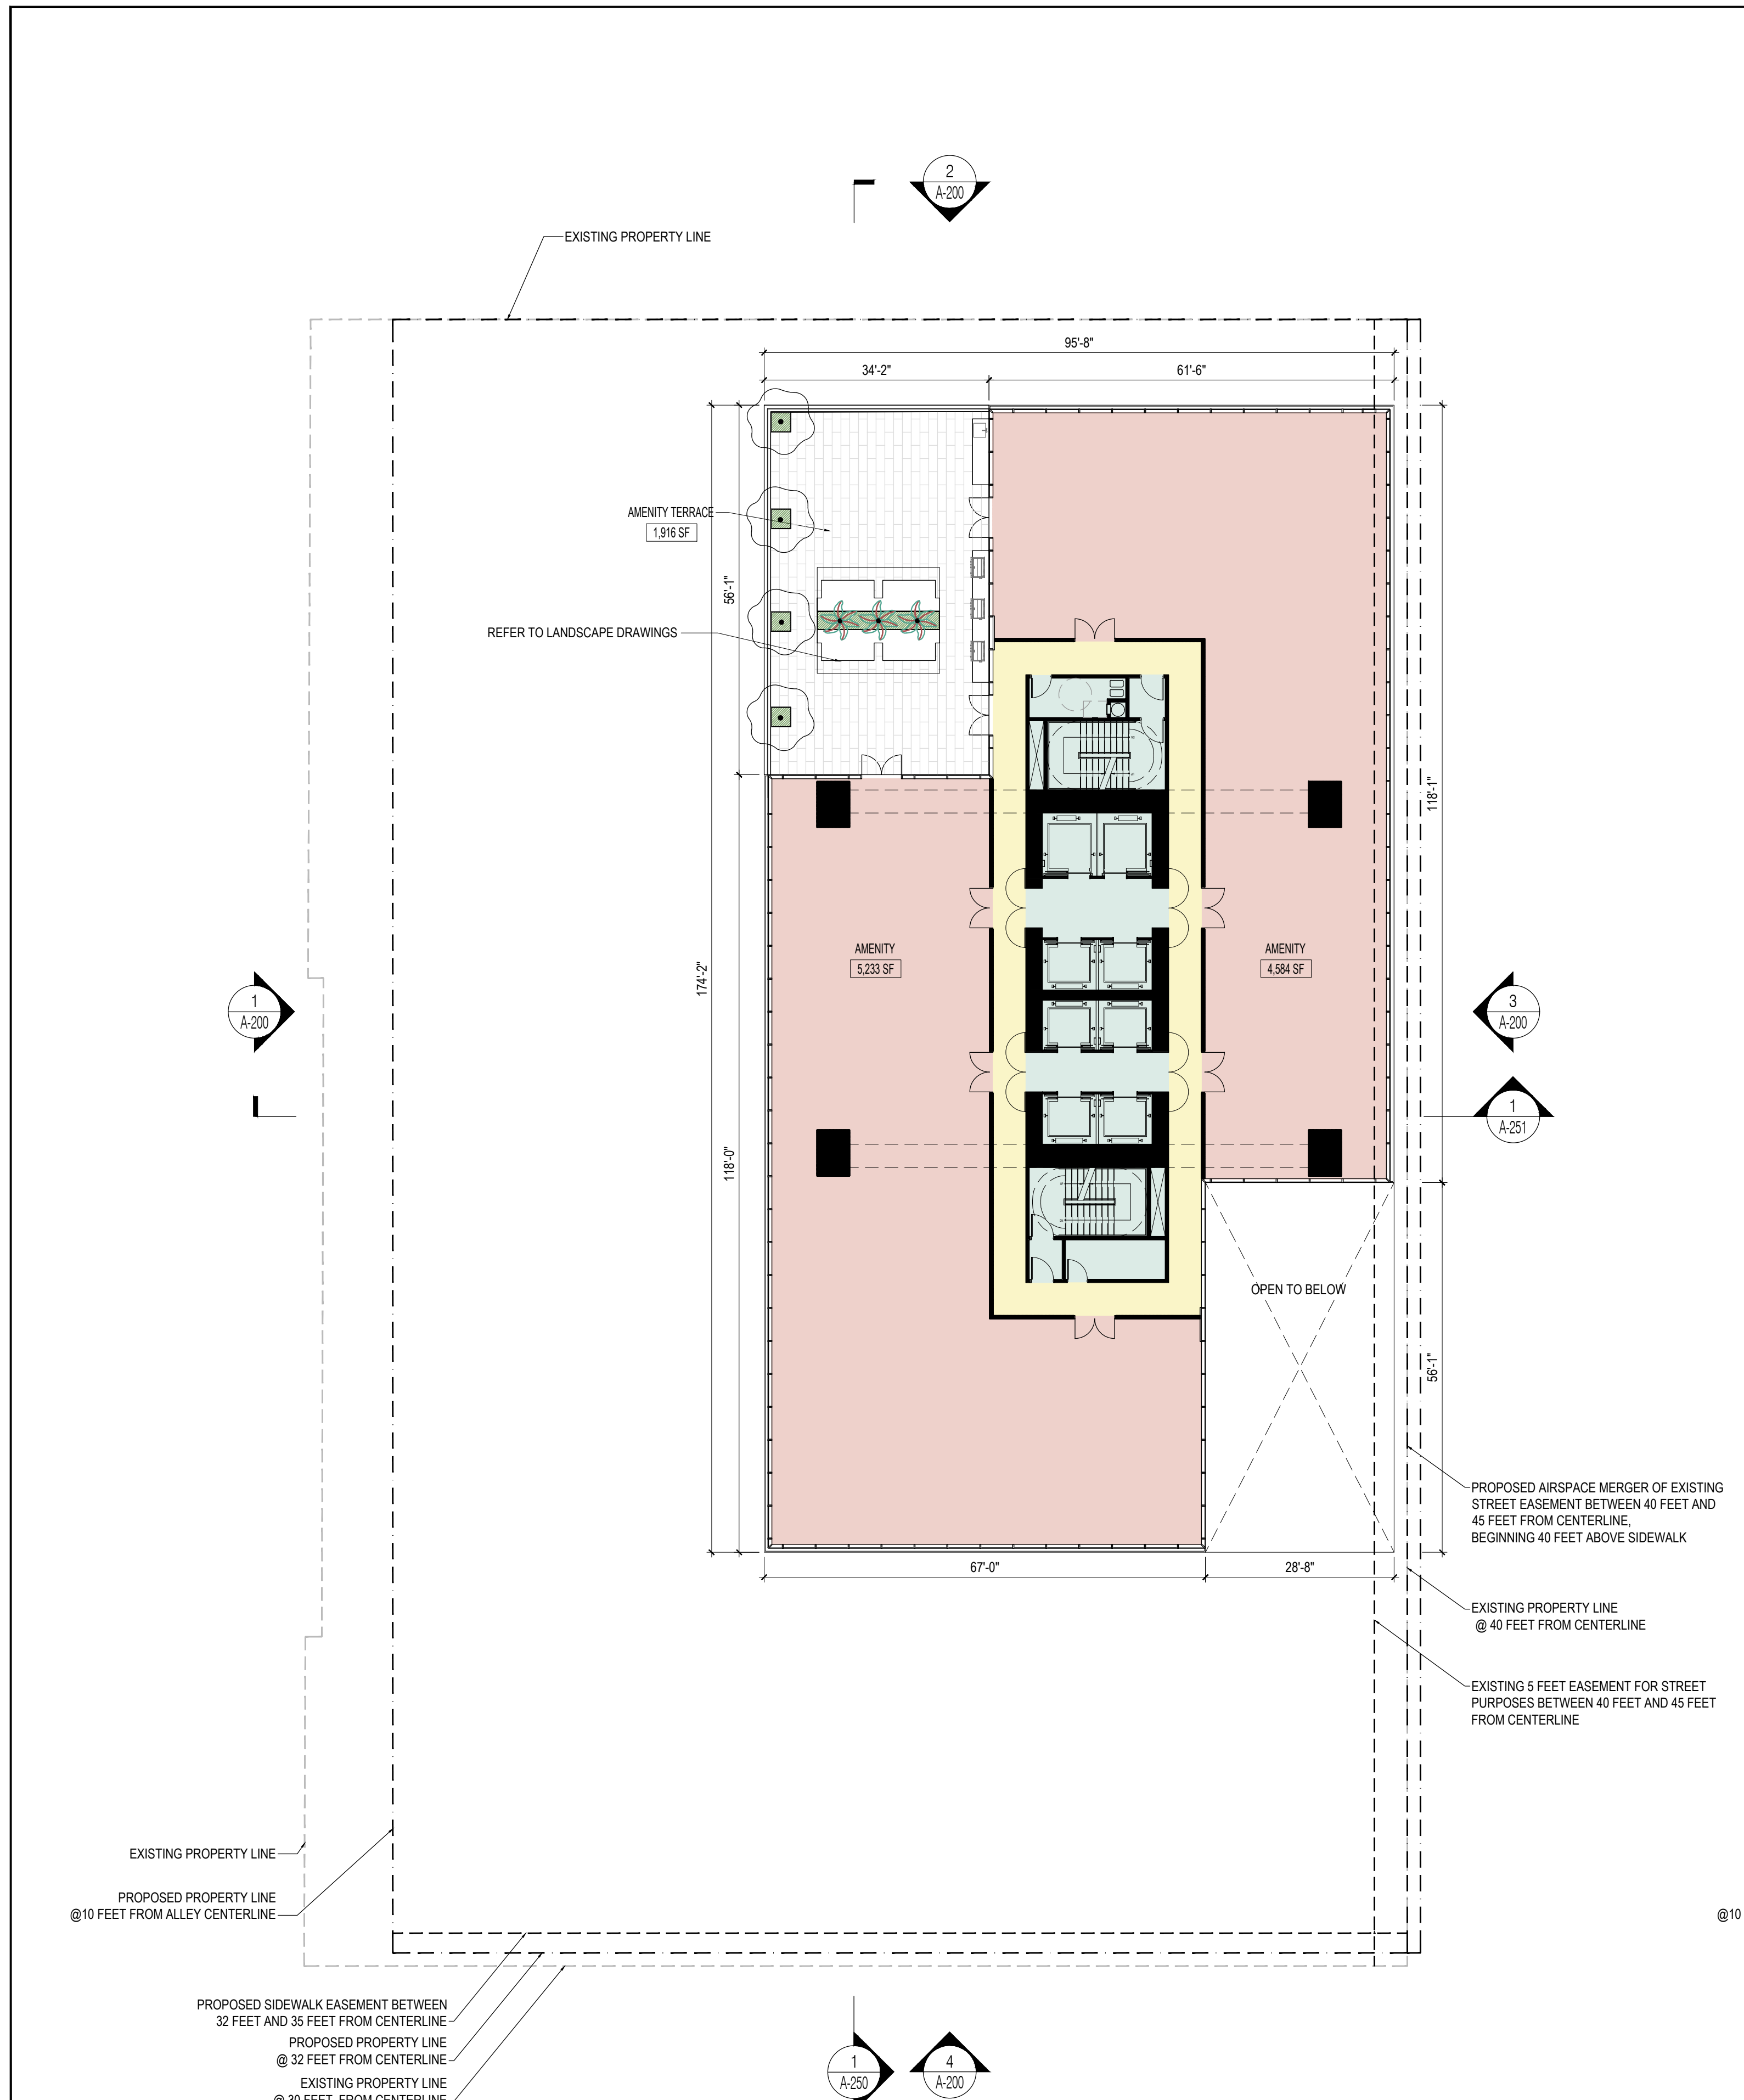 2
A-200
EXISTING PROPERTY LINE
95'-8"
34'-2"
61'-6"
AMENITY TERRACE
1,916 SF
56'-1"
REFER TO LANDSCAPE DRAWINGS
118'-1"
AMENITY
5,233 SF
AMENITY
4,584 SF
174'-2"
1
A-200
3
A-200
1
A-251
118'-0"
OPEN TO BELOW
56'-1"
PROPOSED AIRSPACE MERGER OF EXISTING
STREET EASEMENT BETWEEN 40 FEET AND
45 FEET FROM CENTERLINE,
BEGINNING 40 FEET ABOVE SIDEWALK
67'-0"
28'-8"
EXISTING PROPERTY LINE
@ 40 FEET FROM CENTERLINE
EXISTING 5 FEET EASEMENT FOR STREET
PURPOSES BETWEEN 40 FEET AND 45 FEET
FROM CENTERLINE
EXISTING PROPERTY LINE
PROPOSED PROPERTY LINE
@10 FEET FROM ALLEY CENTERLINE
@10
PROPOSED SIDEWALK EASEMENT BETWEEN
32 FEET AND 35 FEET FROM CENTERLINE
PROPOSED PROPERTY LINE
@ 32 FEET FROM CENTERLINE
EXISTING PROPERTY LINE
@ 30 FEET FROM CENTERLINE
1
A-250
4
A-200